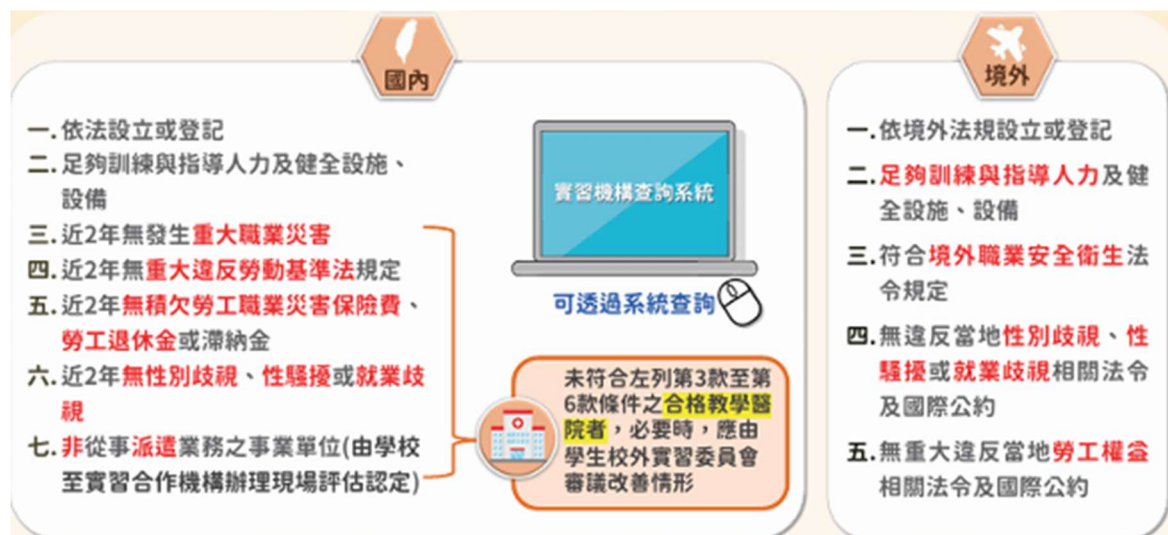 國內
一.依法設立或登記
二.足夠訓練與指導人力及健全設施、
設備
三.近2年無發生重大職業災害
四.近2年無重大違反勞動基準法規定
五.近2年無積欠勞工職業災害保險費、
勞工退休金或滯納金
六.近2年無性別歧視、性騷擾或就業歧
視
七.非從事派遣業務之事業單位(由學校
至實習合作機構辦理現場評估認定)
實習機構查詢系統
可透過系統查詢
未符合左列第3款至第
6款條件之合格教學醫
院者，必要時，應由
學生校外實習委員會
審議改善情形
境外
一.依境外法規設立或登記
二.足夠訓練與指導人力及健
全設施、設備
三.符合境外職業安全衛生法
令規定
四.無違反當地性別歧視、性
騷擾或就業歧視相關法令
及國際公約
五.無重大違反當地勞工權益
相關法令及國際公約